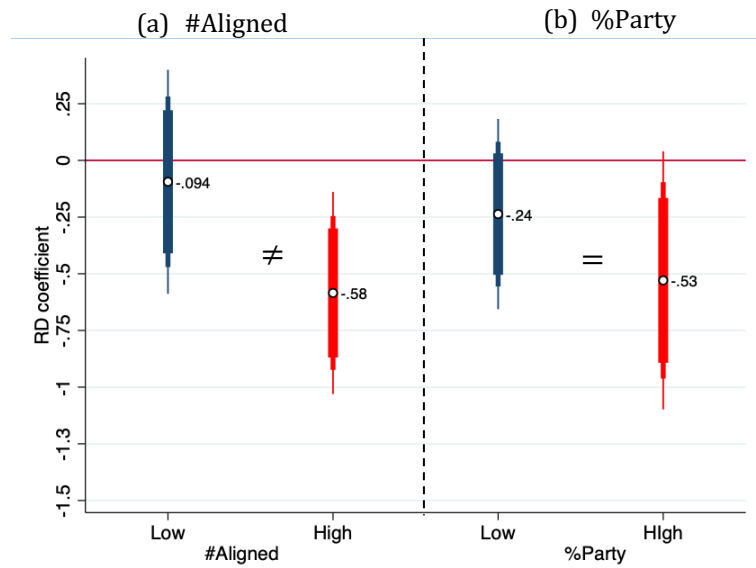 (a) #Aligned
(b) %Party
RD coefficient
.25
0
-.25
-.5
-.75
-1
-1.3
-1.5
-.094
≠
-.58
-.24
=
-.53
Low
High
Low
HIgh
#Aligned
%Party